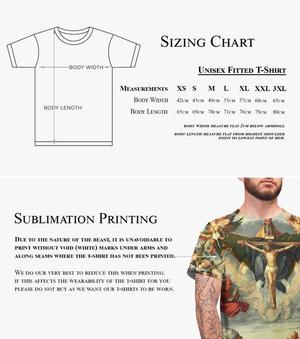 Sizing Chart
Unisex Fitted T-Shirt
Measurements XS S M L XL XXL 3XL
Body Width 42cm 45cm 49cm 53cm 57cm 60cm 65cm
Body Length 65cm 69cm 70cm 71cm 76cm 79cm 80cm
body width measure flat 2cm below armhole.
body length measure flat from highest shoulder
point to lowest point of hem.
BODY WIDTH
BODY LENGTH
Sublimation Printing
Due to the nature of the beast, it is unavoidable to
print without void (white) marks under arms and
along seams where the t-shirt has not been printed.
We do our very best to reduce this when printing.
If this affects the wearability of the t-shirt for you
please do not buy as we want our t-shirts to be worn.